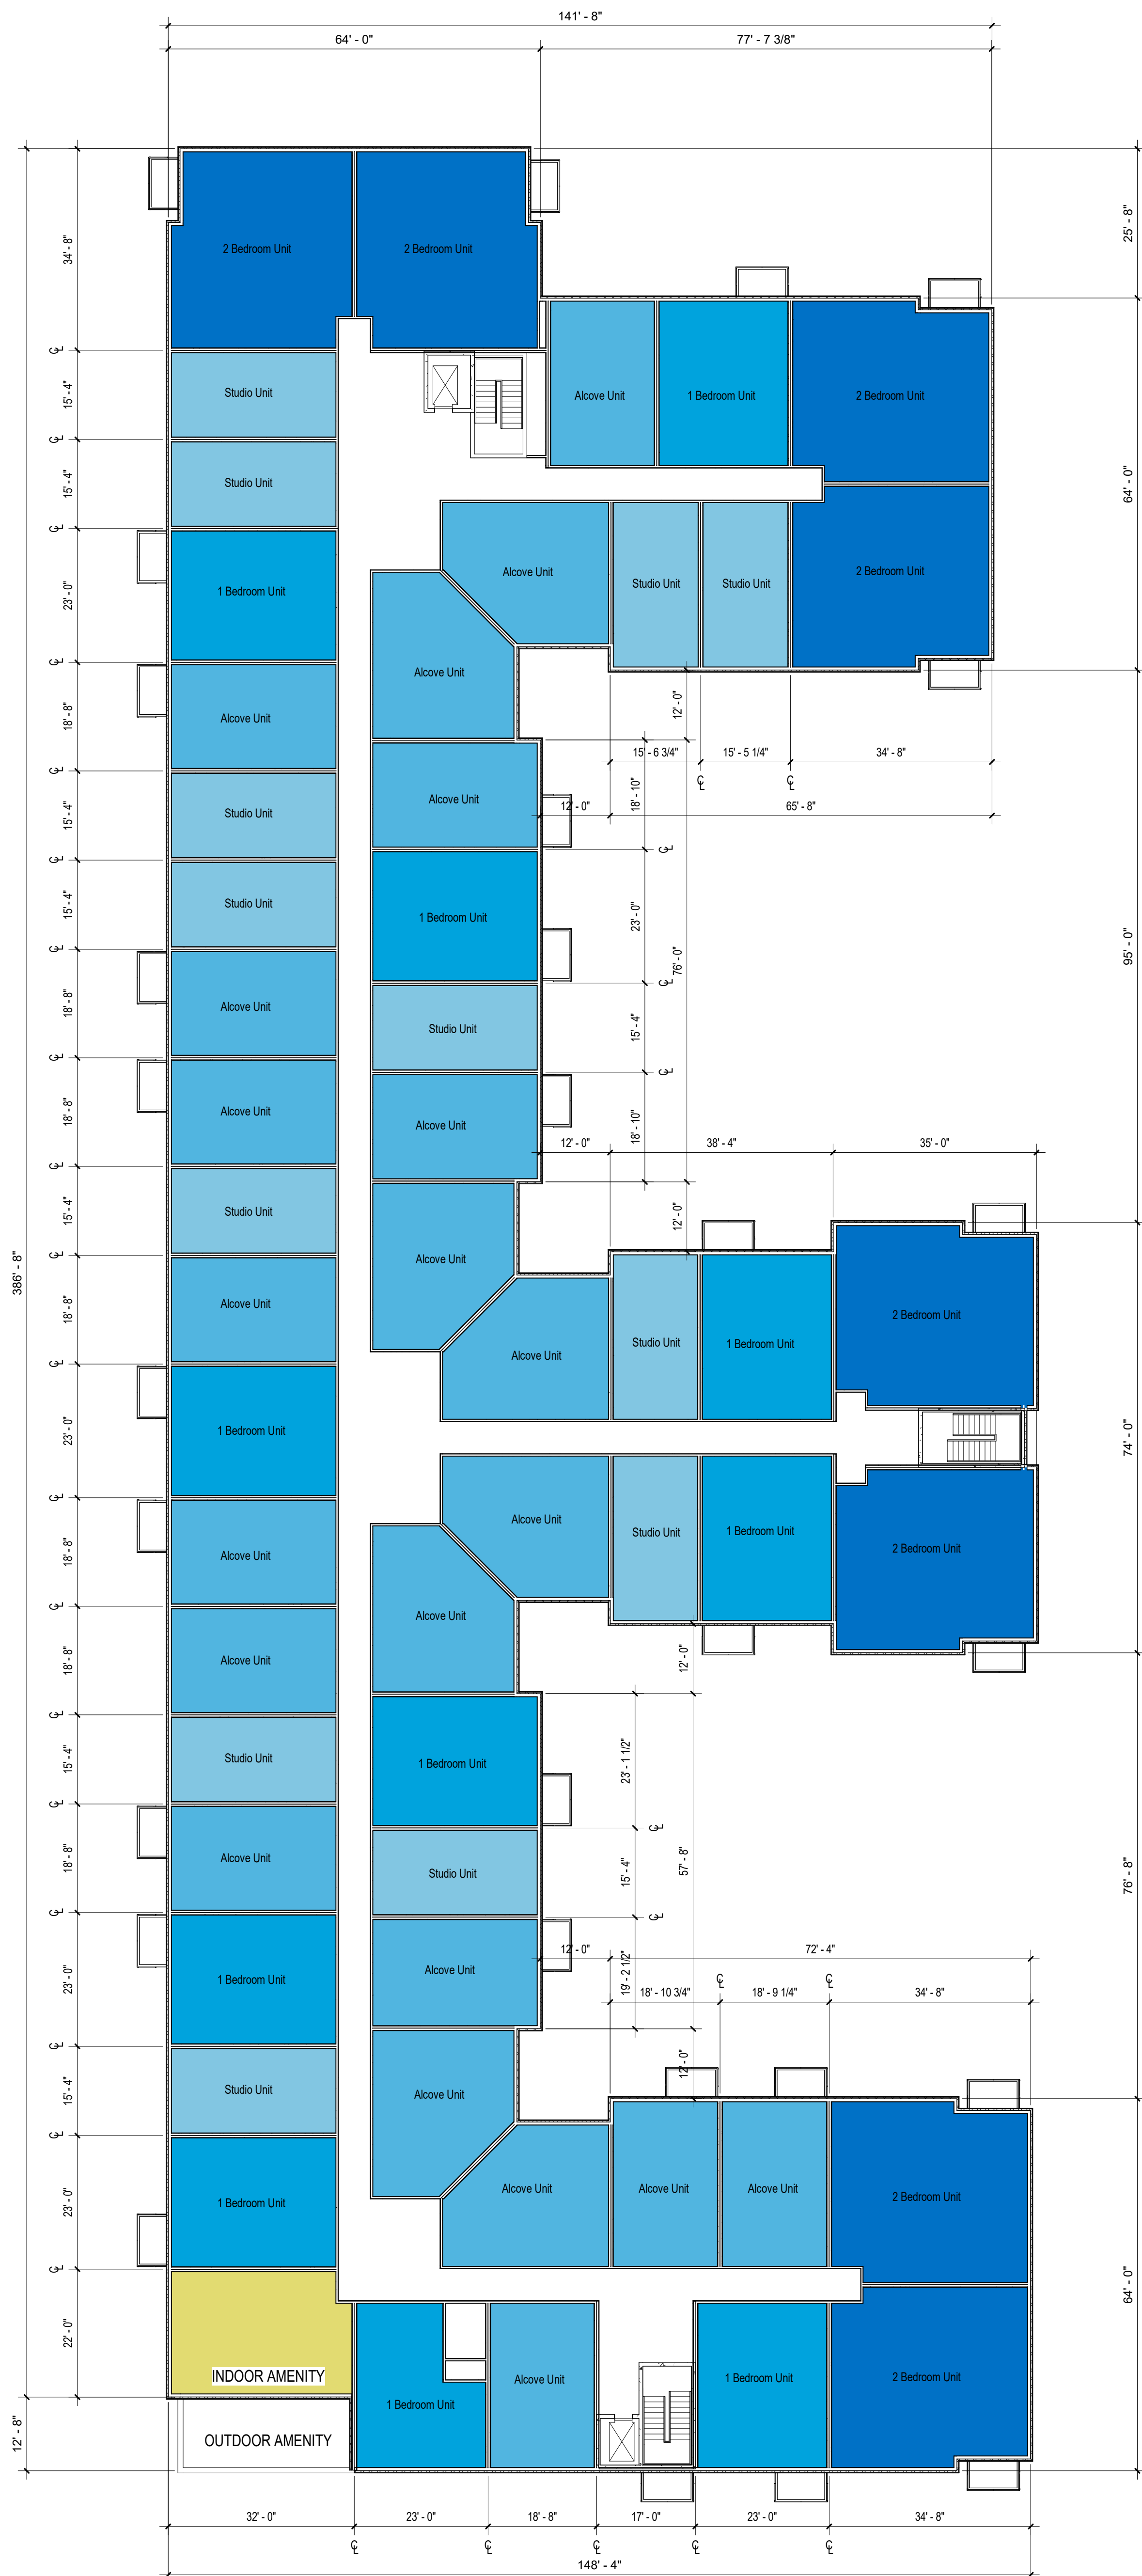 141' - 8"
64' - 0"
77' - 7 3/8"
25' - 8"
34' - 8"
2 Bedroom Unit
2 Bedroom Unit
℄
15' - 4"
Studio Unit
Alcove Unit
1 Bedroom Unit
2 Bedroom Unit
64' - 0"
℄
15' - 4"
Studio Unit
℄
23' - 0"
1 Bedroom Unit
Alcove Unit
Studio Unit
Studio Unit
2 Bedroom Unit
℄
18' - 8"
Alcove Unit
Alcove Unit
12' - 0"
15' - 6 3/4"
15' - 5 1/4"
34' - 8"
℄
℄
℄
15' - 4"
Studio Unit
Alcove Unit
12' - 0"
18' - 10"
65' - 8"
℄
℄
15' - 4"
Studio Unit
1 Bedroom Unit
23' - 0"
95' - 0"
℄
18' - 8"
Alcove Unit
76' - 0"
℄
Studio Unit
15' - 4"
℄
℄
18' - 8"
Alcove Unit
Alcove Unit
18' - 10"
12' - 0"
38' - 4"
35' - 0"
℄
15' - 4"
Studio Unit
12' - 0"
℄
386' - 8"
18' - 8"
Alcove Unit
Alcove Unit
Alcove Unit
Studio Unit
1 Bedroom Unit
2 Bedroom Unit
℄
23' - 0"
1 Bedroom Unit
74' - 0"
℄
18' - 8"
Alcove Unit
Alcove Unit
Studio Unit
1 Bedroom Unit
2 Bedroom Unit
℄
18' - 8"
Alcove Unit
Alcove Unit
12' - 0"
℄
15' - 4"
Studio Unit
1 Bedroom Unit
23' - 1 1/2"
℄
℄
18' - 8"
Alcove Unit
Studio Unit
15' - 4"
57' - 8"
76' - 8"
℄
℄
23' - 0"
1 Bedroom Unit
Alcove Unit
19' - 2 1/2"
12' - 0"
72' - 4"
18' - 10 3/4"
18' - 9 1/4"
34' - 8"
℄
℄
℄
15' - 4"
Studio Unit
Alcove Unit
12' - 0"
℄
23' - 0"
1 Bedroom Unit
Alcove Unit
Alcove Unit
Alcove Unit
2 Bedroom Unit
℄
22' - 0"
INDOOR AMENITY
64' - 0"
1 Bedroom Unit
Alcove Unit
1 Bedroom Unit
2 Bedroom Unit
12' - 8"
OUTDOOR AMENITY
32' - 0"
23' - 0"
18' - 8"
17' - 0"
23' - 0"
34' - 8"
℄
℄
℄
℄
℄
148' - 4"